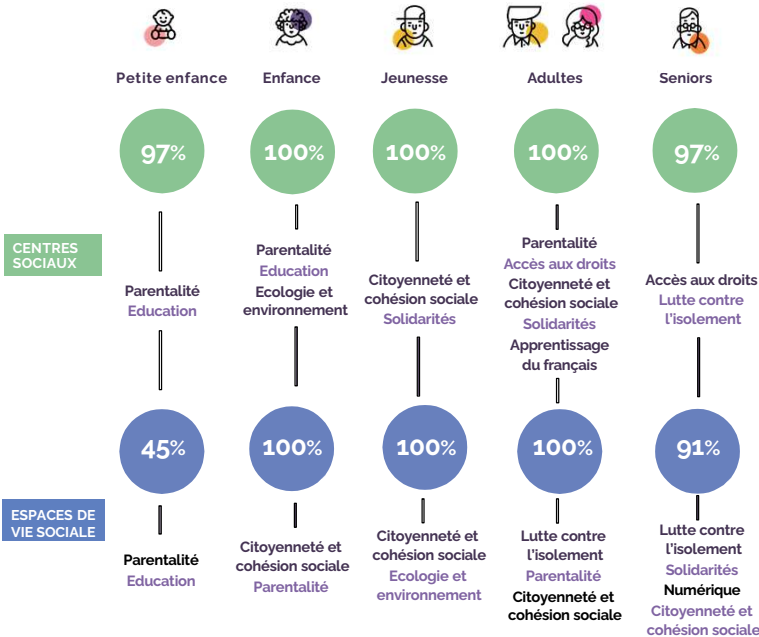 Petite enfance
Enfance
Jeunesse
Adultes
Seniors
97%
100%
100%
100%
97%
CENTRES
SOCIAUX
Parentalité
Education
Parentalité
Education
Ecologie et
environnement
Citoyenneté et
cohésion sociale
Solidarités
Parentalité
Accès aux droits
Citoyenneté et
cohésion sociale
Solidarités
Apprentissage
du français
Accès aux droits
Lutte contre
l'isolement
45%
100%
100%
100%
91%
ESPACES DE
VIE SOCIALE
Parentalité
Education
Citoyenneté et
cohésion sociale
Parentalité
Citoyenneté et
cohésion sociale
Ecologie et
environnement
Lutte contre
l'isolement
Parentalité
Citoyenneté et
cohésion sociale
Lutte contre
l'isolement
Solidarités
Numérique
Citoyenneté et
cohésion sociale